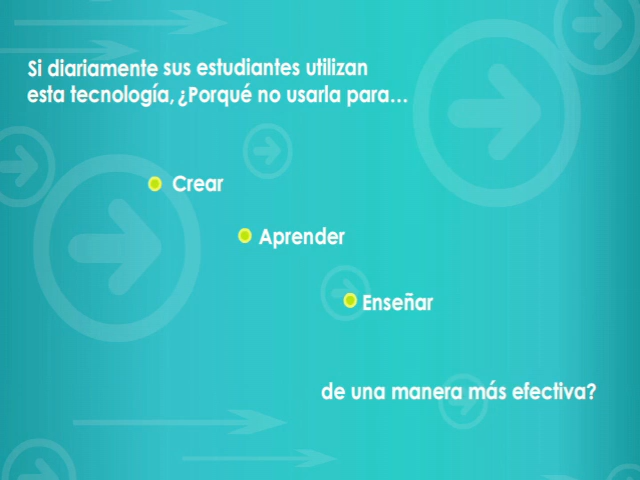 Si diariamente sus estudiantes utilizan
esta tecnología, ¿Porqué no usarla para...
Crear
Aprender
Enseñar
de una manera más efectiva?